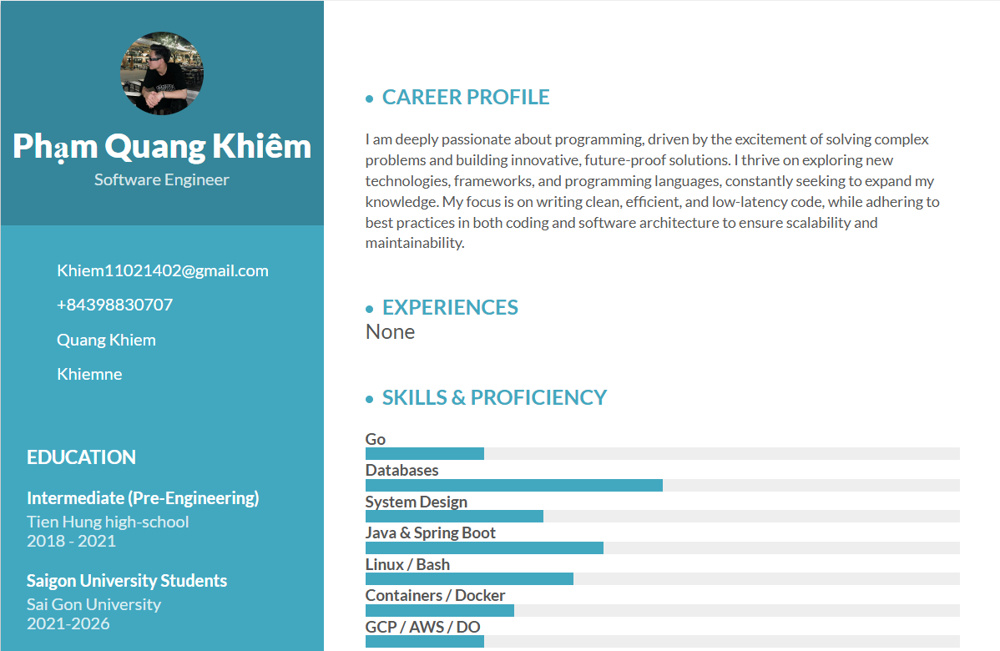 Phạm Quang Khiêm
Software Engineer
Khiem11021402@gmail.com
+84398830707
Quang Khiem
Khiemne
EDUCATION
Intermediate (Pre-Engineering)
Tien Hung high-school
2018 - 2021
Saigon University Students
Sai Gon University
2021-2026
CAREER PROFILE
I am deeply passionate about programming, driven by the excitement of solving complex
problems and building innovative, future-proof solutions. I thrive on exploring new
technologies, frameworks, and programming languages, constantly seeking to expand my
knowledge. My focus is on writing clean, efficient, and low-latency code, while adhering to
best practices in both coding and software architecture to ensure scalability and
maintainability.
EXPERIENCES
None
SKILLS & PROFICIENCY
Go
Databases
System Design
Java & Spring Boot
Linux / Bash
Containers / Docker
GCP / AWS / DO